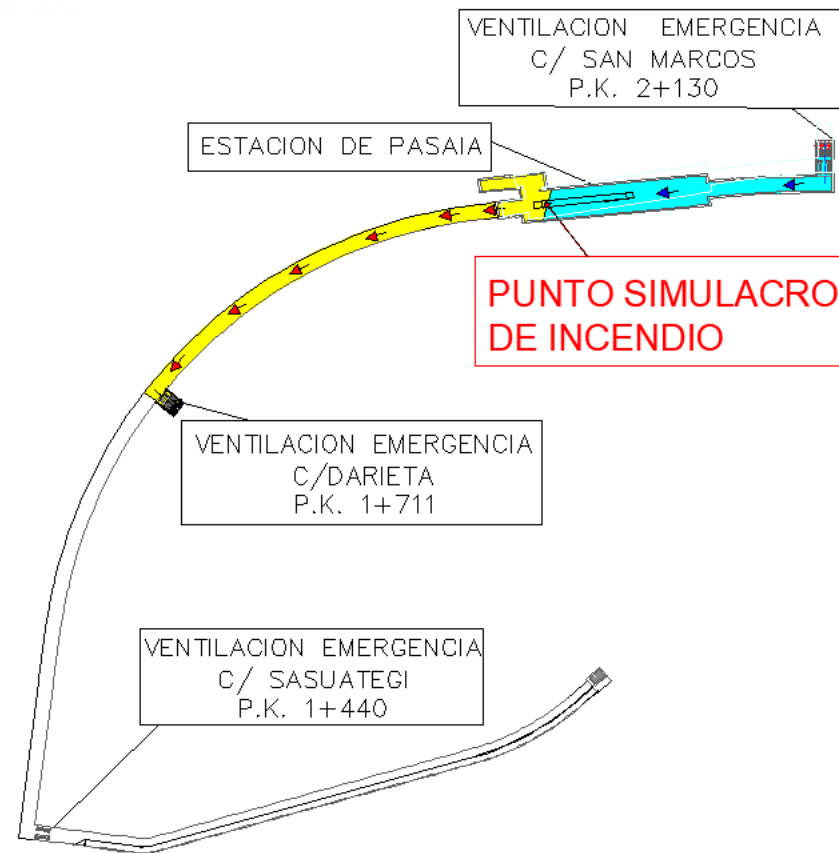 VENTILACION EMERGENCIA
C/ SAN MARCOS
P.K. 2+130
ESTACION DE PASAIA
PUNTO SIMULACRO
DE INCENDIO
VENTILACION EMERGENCIA
C/DARIETA
P.K. 1+711
VENTILACION EMERGENCIA
C/ SASUATEGI
P.K. 1+440